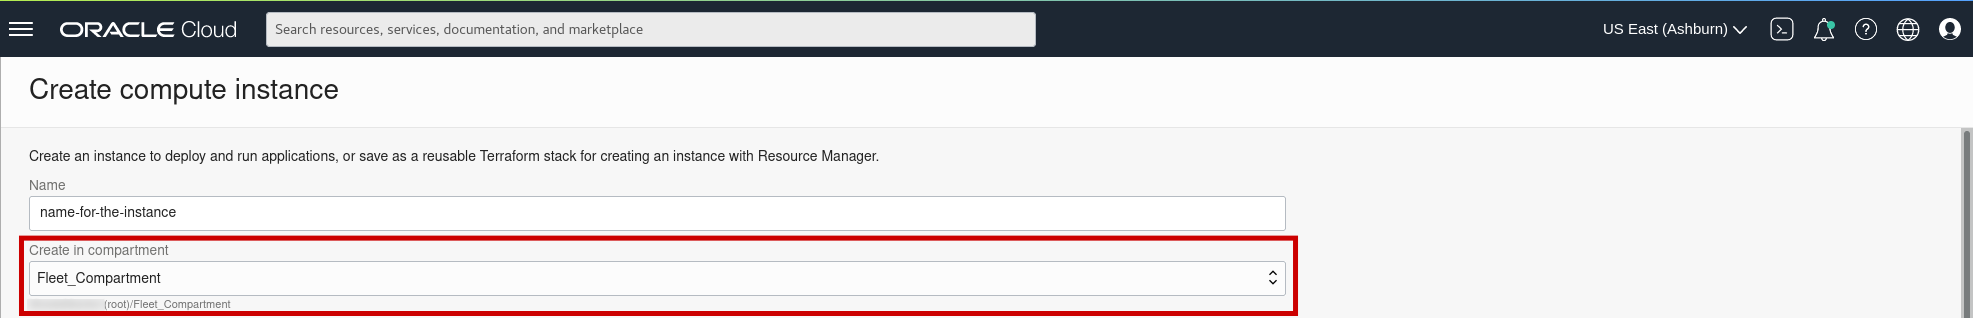 ORACLE Cloud
Search resources, services, documentation, and marketplace
US East (Ashburn)
Create compute instance
Create an instance to deploy and run applications, or save as a reusable Terraform stack for creating an instance with Resource Manager.
Name
name-for-the-instance
Create in compartment
Fleet_Compartment
(root)/Fleet_Compartment